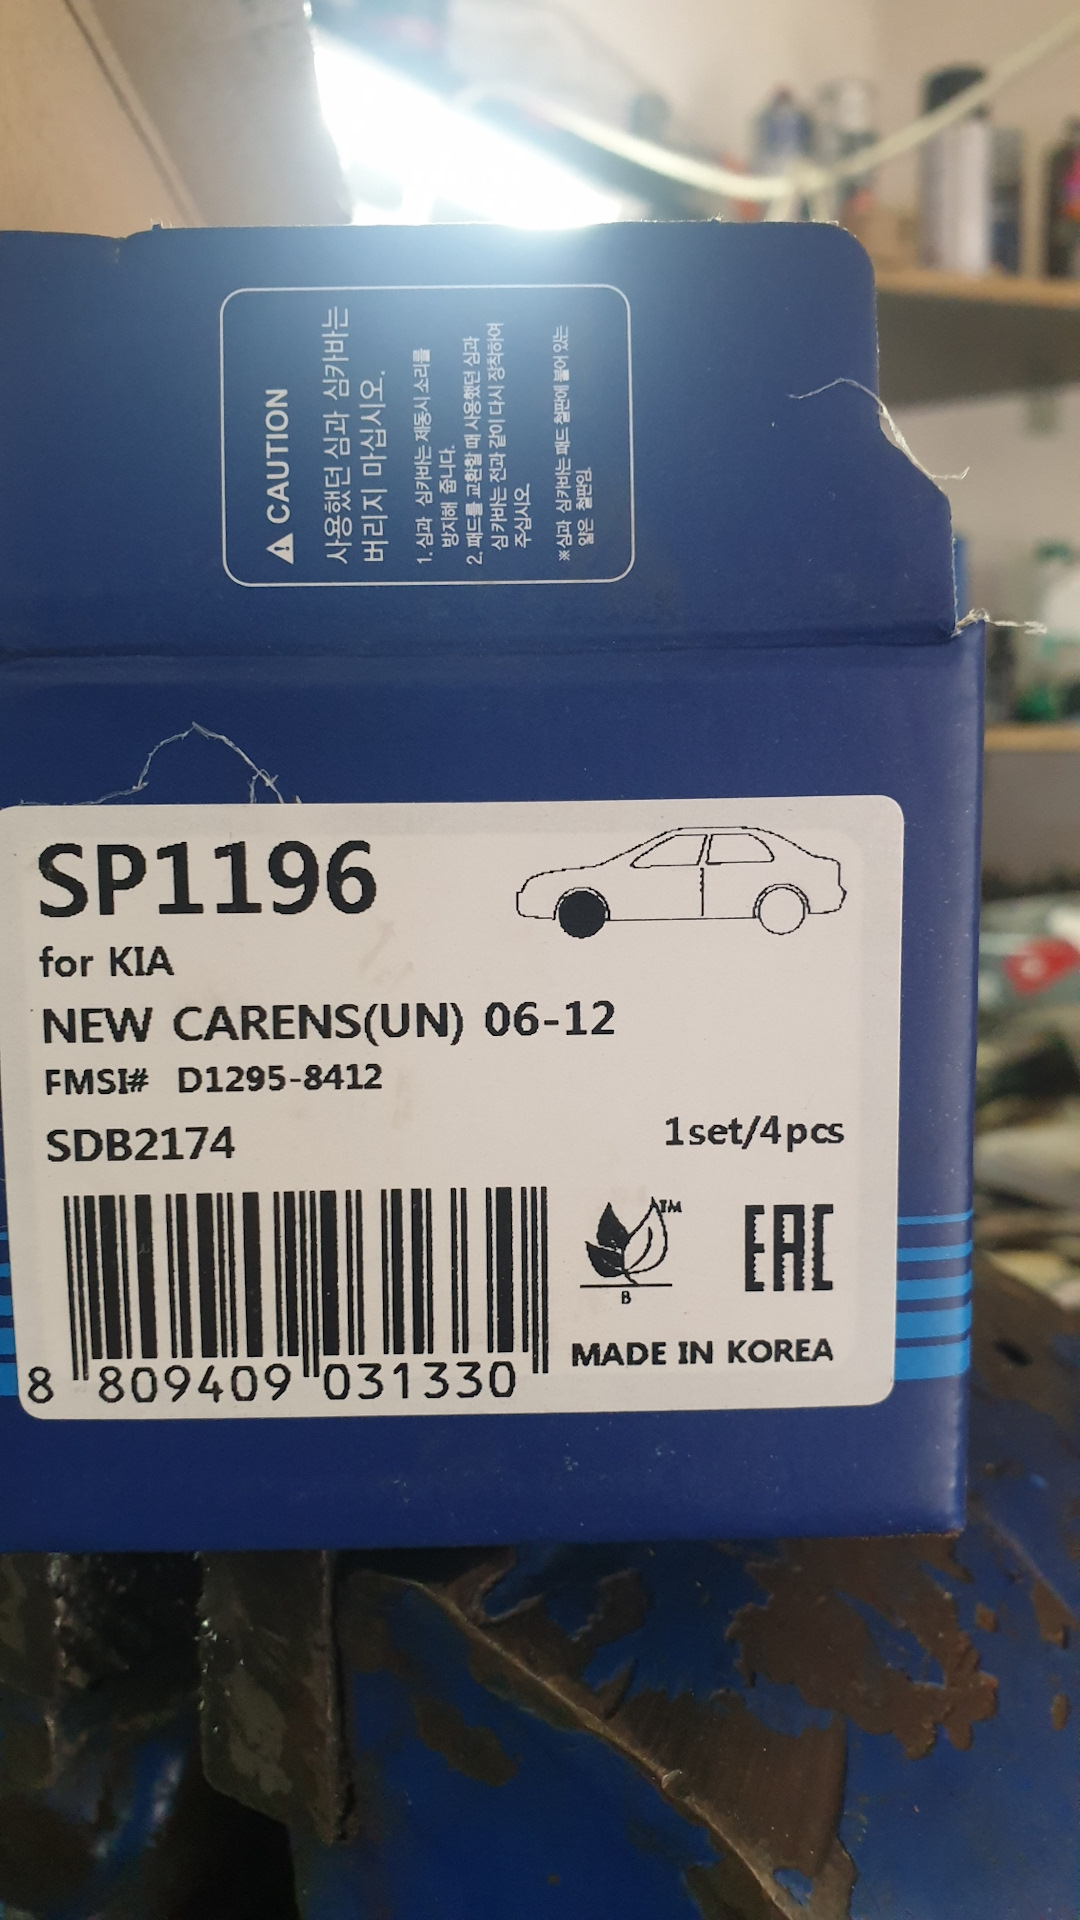 ⚠ CAUTION
사용했던 심과 심카바는
버리지 마십시오.
1. 심과 심카바는 제동시 소리를
방지해 줍니다.
2. 패드를 교환할 때 사용했던 심과
심카바는 전과 같이 다시 장착하여
주십시오
※심과 심카바는 패드 철판에 붙어 있는
얇은 철판임.
SP1196
for KIA
NEW CARENS(UN) 06-12
FMSI# D1295-8412
SDB2174
1set/4pcs
TM
B
EAC
MADE IN KOREA
8 809409 031330